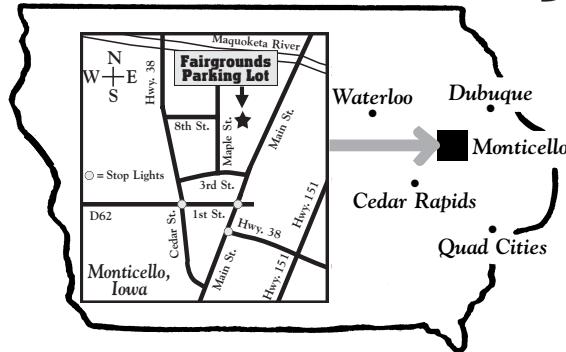 Maquoketa River
Fairgrounds
Parking Lot
N
W E
S
Hwy. 38
8th St.
Maple St.
Main St.
= Stop Lights
3rd St.
Hwy. 151
D62
1st St.
Cedar St.
Hwy. 38
Main St.
Hwy. 151
Monticello,
Iowa
Waterloo
Dubuque
Monticello
Cedar Rapids
Quad Cities